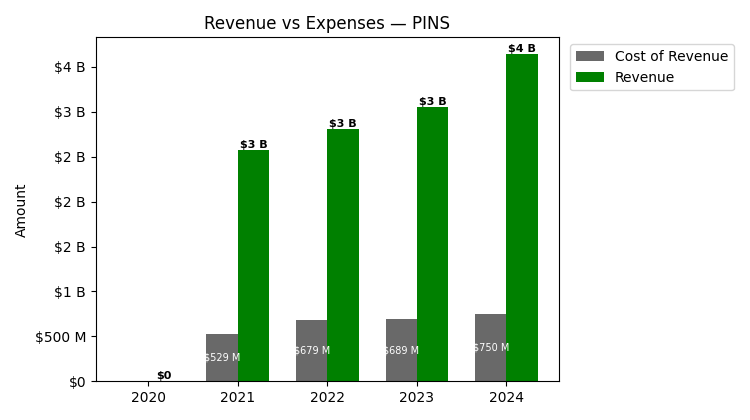 Revenue vs Expenses — PINS
Cost of Revenue
Revenue
Amount
$4 B
$3 B
$2 B
$2 B
$2 B
$1 B
$500 M
$0
$0
$529 M
$3 B
$679 M
$3 B
$689 M
$3 B
$750 M
$4 B
2020 2021 2022 2023 2024